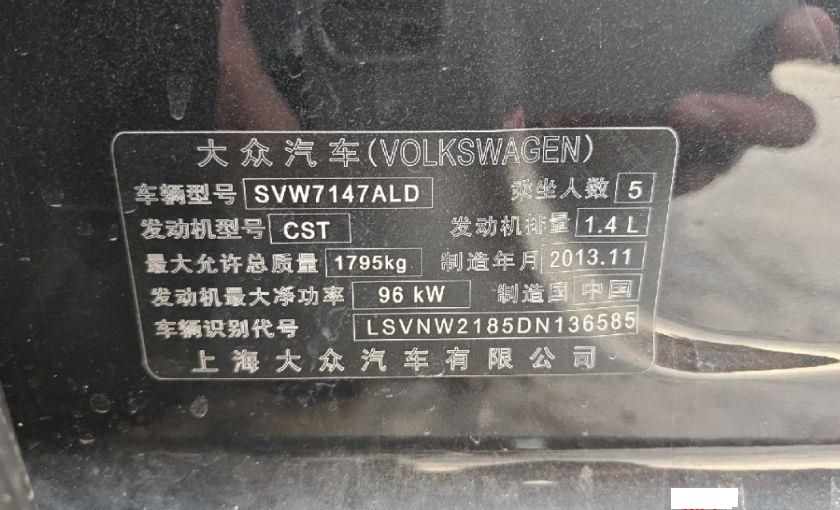 大众汽车(VOLKSWAGEN)
车辆型号 SVW7147ALD 乘坐人数 5
发动机型号 CST 发动机排量 1.4 L
最大允许总质量 1795kg 制造年月 2013.11
发动机最大净功率 96 kW 制造国 中国
车辆识别代号 LSVNW2185DN136585
上海大众汽车有限公司